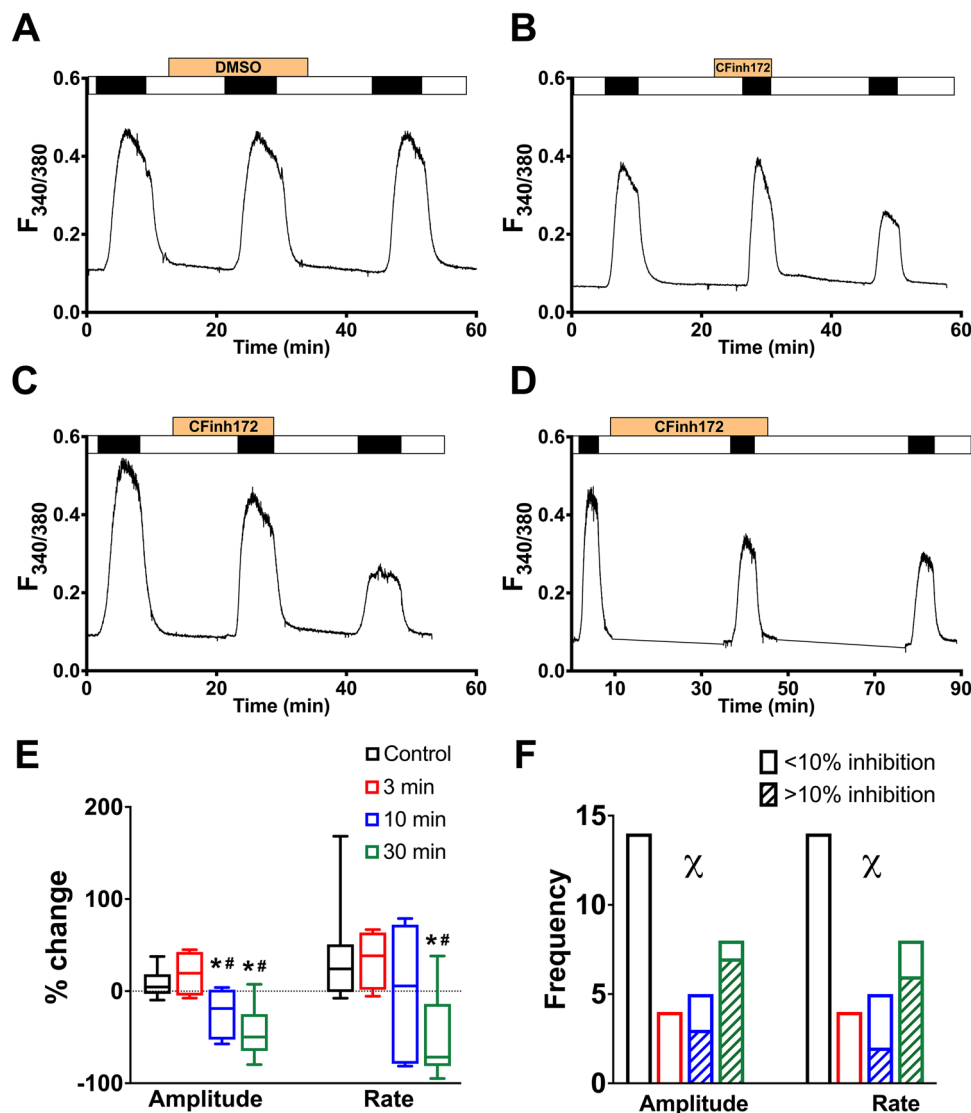 A
DMSO
0.6
0.4
0.2
0.0
F340/380
0 20 40 60
Time (min)
B
CFinh172
0.6
0.4
0.2
0.0
F340/380
0 20 40 60
Time (min)
C
CFinh172
0.6
0.4
0.2
0.0
F340/380
0 20 40 60
Time (min)
D
CFinh172
0.6
0.4
0.2
0.0
F340/380
10 30 50 70 90
Time (min)
E
Control
3 min
10 min
30 min
200
100
0
-100
% change
*# *# *#
Amplitude Rate
F
<10% inhibition
>10% inhibition
15
10
5
0
Frequency
χ χ
Amplitude Rate